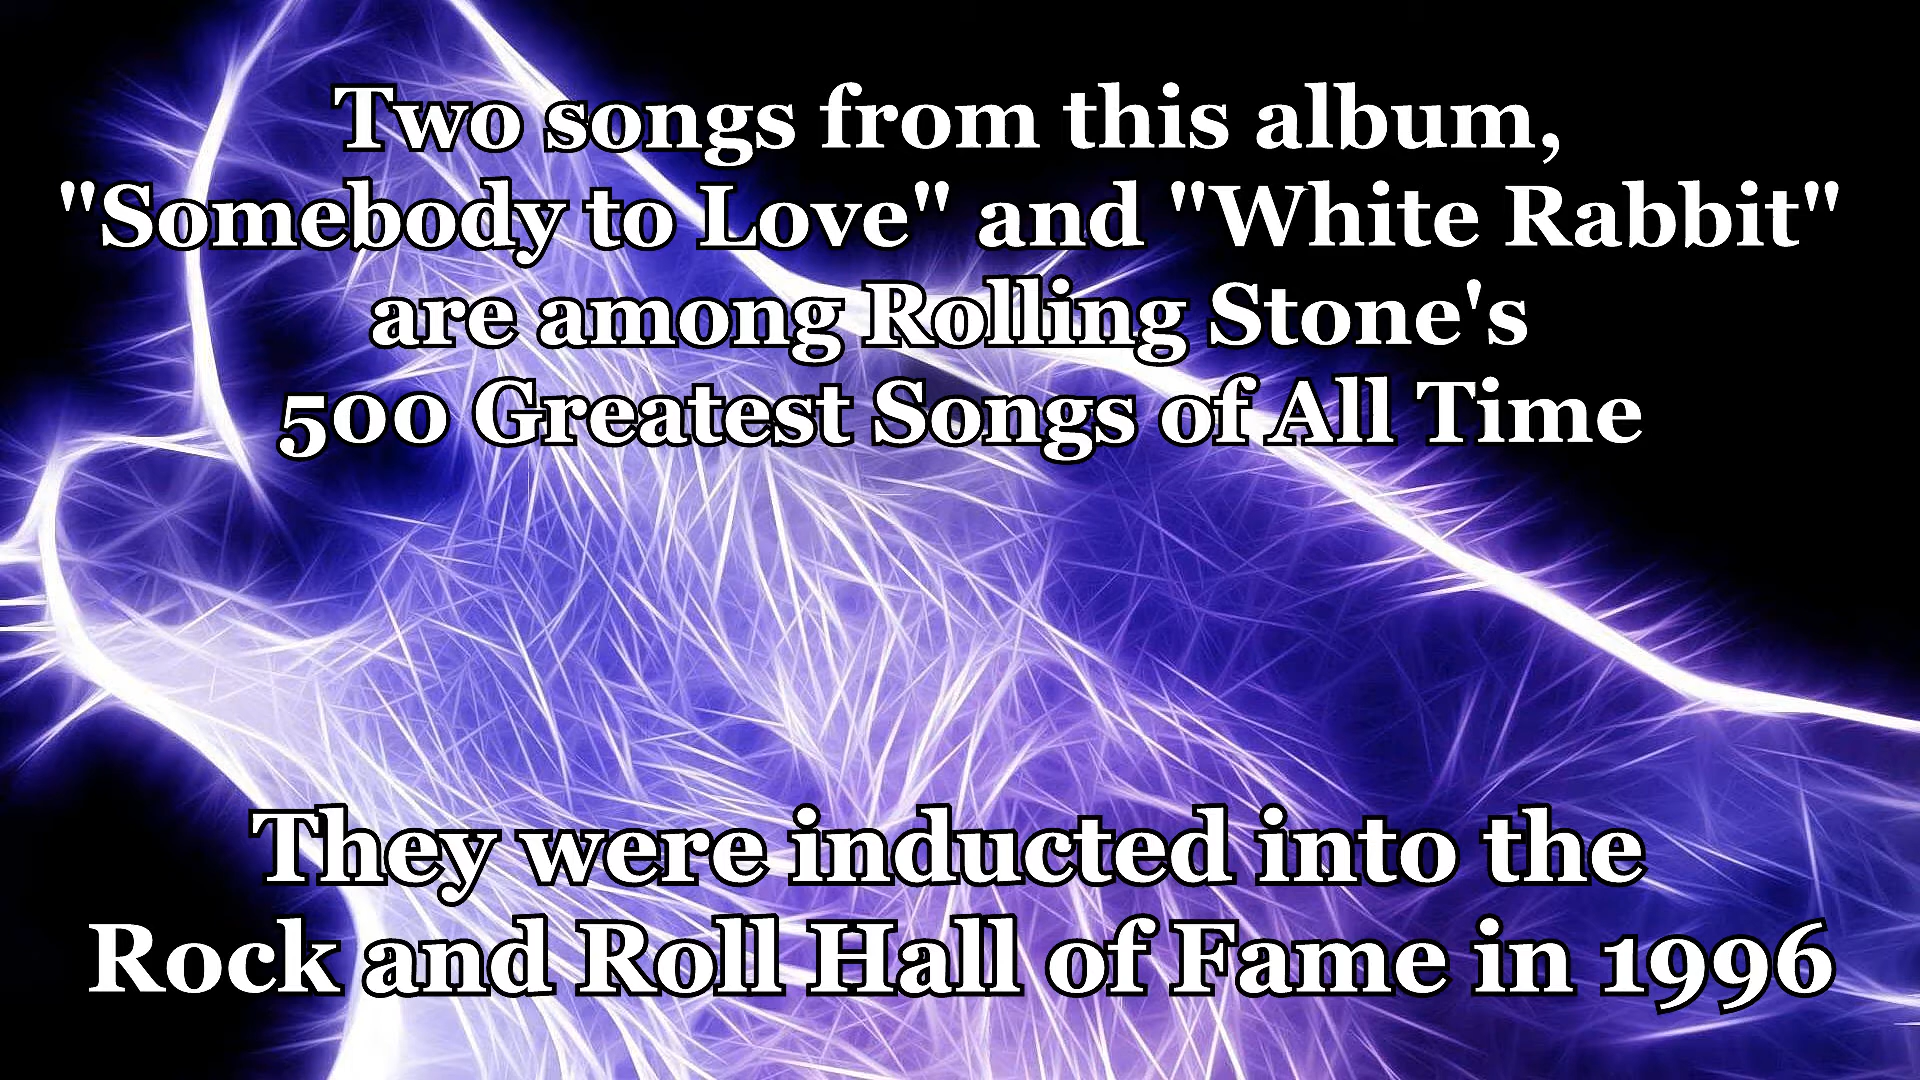 Two songs from this album,
"Somebody to Love" and "White Rabbit"
are among Rolling Stone's
500 Greatest Songs of All Time
They were inducted into the
Rock and Roll Hall of Fame in 1996